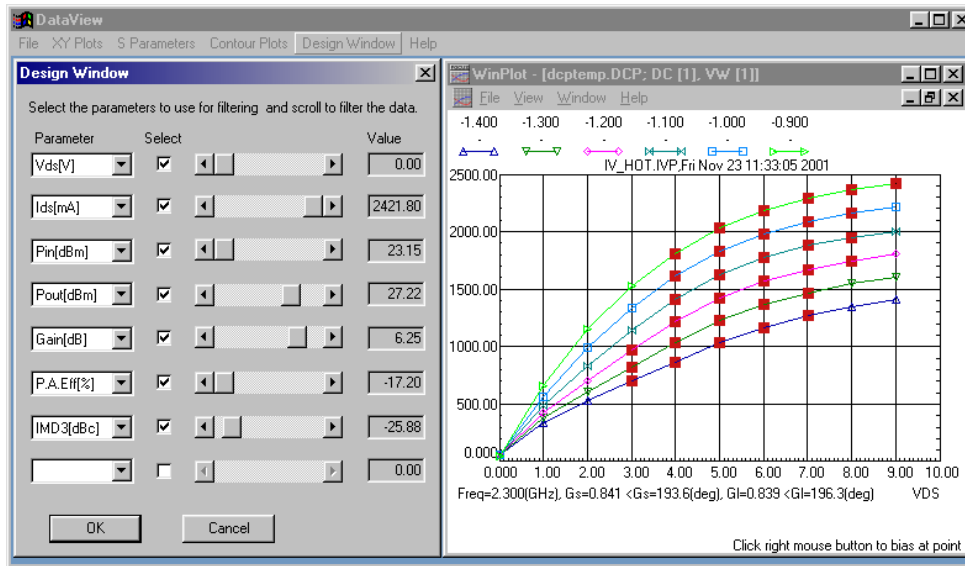 DataView
File XY Plots S Parameters Contour Plots Design Window Help
Design Window
Select the parameters to use for filtering and scroll to filter the data.
Parameter Select Value
Vds[V] 0.00
Ids[mA] 2421.80
Pin[dBm] 23.15
Pout[dBm] 27.22
Gain[dB] 6.25
P.A.Eff[%] -17.20
IMD3[dBc] -25.88
0.00
OK Cancel
WinPlot - [dcptemp.DCP; DC [1], VW [1]]
File View Window Help
-1.400 -1.300 -1.200 -1.100 -1.000 -0.900
- - - - - -
IV_HOT.IVP,Fri Nov 23 11:33:05 2001
2500.00
2000.00
1500.00
1000.00
500.00
0.000
0.000 1.00 2.00 3.00 4.00 5.00 6.00 7.00 8.00 9.00 10.00
Freq=2.300(GHz), Gs=0.841 <Gs=193.6(deg), Gl=0.839 <Gl=196.3(deg) VDS
Click right mouse button to bias at point